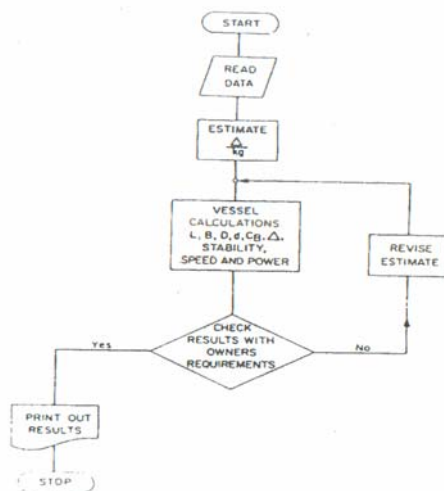 START
READ
DATA
ESTIMATE
Δ
kg
VESSEL
CALCULATIONS
L, B, D, d, CB, Δ,
STABILITY,
SPEED AND POWER
REVISE
ESTIMATE
CHECK
RESULTS WITH
OWNERS
REQUIREMENTS
Yes
No
PRINT OUT
RESULTS
STOP